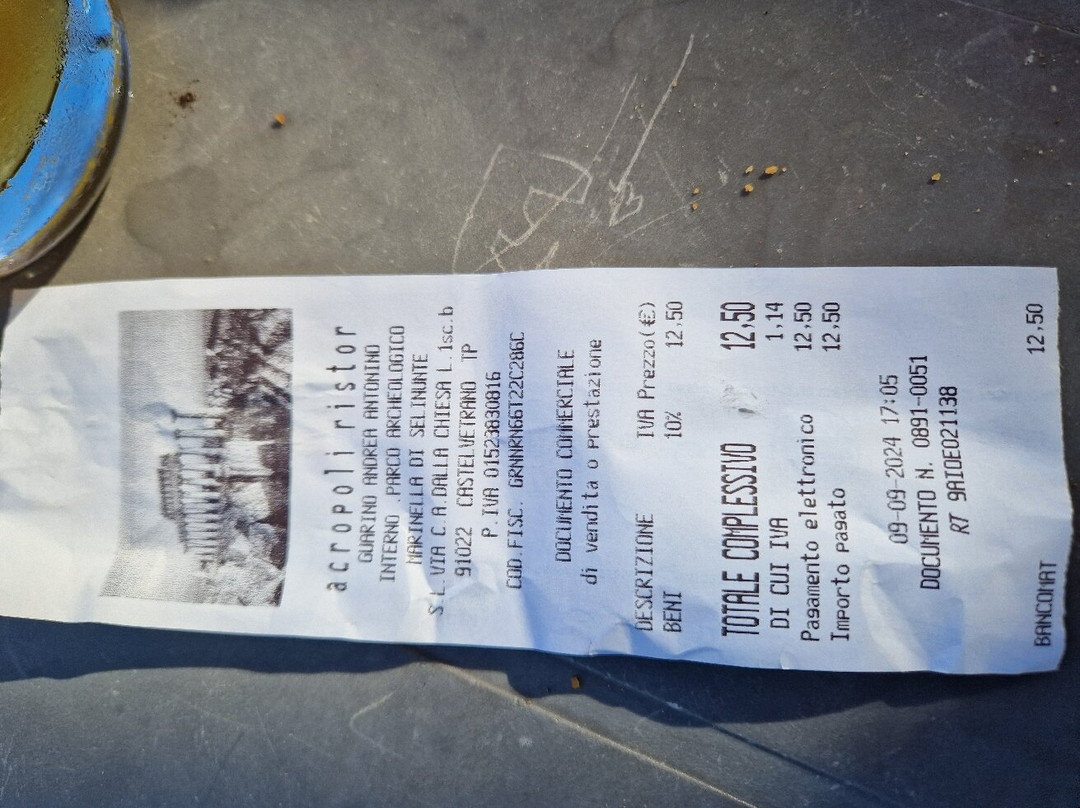 acropoli ristor
GUARINO ANDREA ANTONINO
INTERNO PARCO ARCHEOLOGICO
MARINELLA DI SELINUNTE
S.L.VIA C.A.DALLA CHIESA L.1sc.b
91022 CASTELVETRANO TP
P.IVA 01523830816
COD.FISC. GRNNRN66T22C286C
DOCUMENTO COMMERCIALE
di vendita o prestazione
DESCRIZIONE IVA Prezzo(€)
BENI 10% 12,50
TOTALE COMPLESSIVO 12,50
DI CUI IVA 1,14
Pagamento elettronico 12,50
Importo pagato 12,50
09-09-2024 17:05
DOCUMENTO N. 0891-0051
RT 9AIDE021138
BANCOMAT 12,50